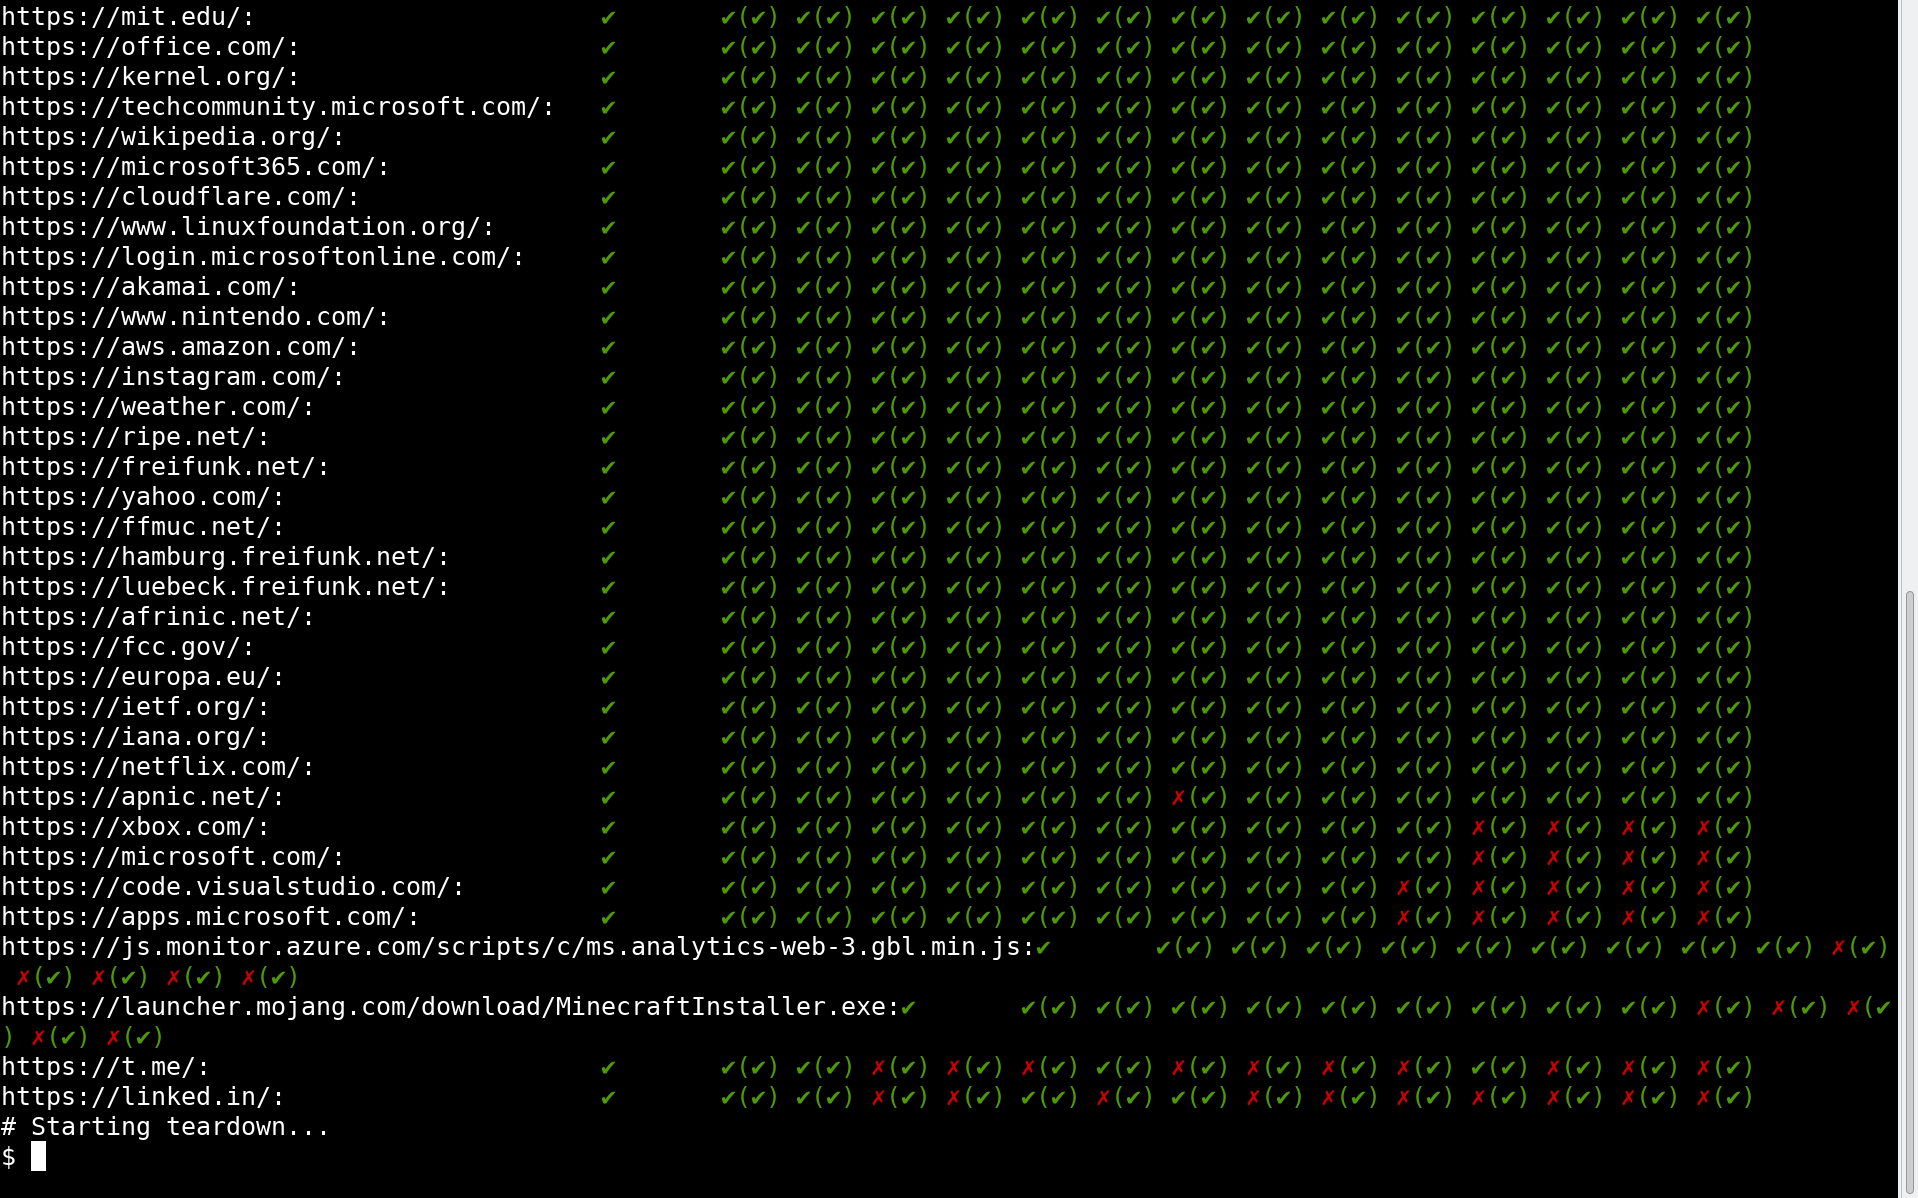 https://mit.edu/: ✔ ✔(✔) ✔(✔) ✔(✔) ✔(✔) ✔(✔) ✔(✔) ✔(✔) ✔(✔) ✔(✔) ✔(✔) ✔(✔) ✔(✔) ✔(✔) ✔(✔)
https://office.com/: ✔ ✔(✔) ✔(✔) ✔(✔) ✔(✔) ✔(✔) ✔(✔) ✔(✔) ✔(✔) ✔(✔) ✔(✔) ✔(✔) ✔(✔) ✔(✔) ✔(✔)
https://kernel.org/: ✔ ✔(✔) ✔(✔) ✔(✔) ✔(✔) ✔(✔) ✔(✔) ✔(✔) ✔(✔) ✔(✔) ✔(✔) ✔(✔) ✔(✔) ✔(✔) ✔(✔)
https://techcommunity.microsoft.com/: ✔ ✔(✔) ✔(✔) ✔(✔) ✔(✔) ✔(✔) ✔(✔) ✔(✔) ✔(✔) ✔(✔) ✔(✔) ✔(✔) ✔(✔) ✔(✔) ✔(✔)
https://wikipedia.org/: ✔ ✔(✔) ✔(✔) ✔(✔) ✔(✔) ✔(✔) ✔(✔) ✔(✔) ✔(✔) ✔(✔) ✔(✔) ✔(✔) ✔(✔) ✔(✔) ✔(✔)
https://microsoft365.com/: ✔ ✔(✔) ✔(✔) ✔(✔) ✔(✔) ✔(✔) ✔(✔) ✔(✔) ✔(✔) ✔(✔) ✔(✔) ✔(✔) ✔(✔) ✔(✔) ✔(✔)
https://cloudflare.com/: ✔ ✔(✔) ✔(✔) ✔(✔) ✔(✔) ✔(✔) ✔(✔) ✔(✔) ✔(✔) ✔(✔) ✔(✔) ✔(✔) ✔(✔) ✔(✔) ✔(✔)
https://www.linuxfoundation.org/: ✔ ✔(✔) ✔(✔) ✔(✔) ✔(✔) ✔(✔) ✔(✔) ✔(✔) ✔(✔) ✔(✔) ✔(✔) ✔(✔) ✔(✔) ✔(✔) ✔(✔)
https://login.microsoftonline.com/: ✔ ✔(✔) ✔(✔) ✔(✔) ✔(✔) ✔(✔) ✔(✔) ✔(✔) ✔(✔) ✔(✔) ✔(✔) ✔(✔) ✔(✔) ✔(✔) ✔(✔)
https://akamai.com/: ✔ ✔(✔) ✔(✔) ✔(✔) ✔(✔) ✔(✔) ✔(✔) ✔(✔) ✔(✔) ✔(✔) ✔(✔) ✔(✔) ✔(✔) ✔(✔) ✔(✔)
https://www.nintendo.com/: ✔ ✔(✔) ✔(✔) ✔(✔) ✔(✔) ✔(✔) ✔(✔) ✔(✔) ✔(✔) ✔(✔) ✔(✔) ✔(✔) ✔(✔) ✔(✔) ✔(✔)
https://aws.amazon.com/: ✔ ✔(✔) ✔(✔) ✔(✔) ✔(✔) ✔(✔) ✔(✔) ✔(✔) ✔(✔) ✔(✔) ✔(✔) ✔(✔) ✔(✔) ✔(✔) ✔(✔)
https://instagram.com/: ✔ ✔(✔) ✔(✔) ✔(✔) ✔(✔) ✔(✔) ✔(✔) ✔(✔) ✔(✔) ✔(✔) ✔(✔) ✔(✔) ✔(✔) ✔(✔) ✔(✔)
https://weather.com/: ✔ ✔(✔) ✔(✔) ✔(✔) ✔(✔) ✔(✔) ✔(✔) ✔(✔) ✔(✔) ✔(✔) ✔(✔) ✔(✔) ✔(✔) ✔(✔) ✔(✔)
https://ripe.net/: ✔ ✔(✔) ✔(✔) ✔(✔) ✔(✔) ✔(✔) ✔(✔) ✔(✔) ✔(✔) ✔(✔) ✔(✔) ✔(✔) ✔(✔) ✔(✔) ✔(✔)
https://freifunk.net/: ✔ ✔(✔) ✔(✔) ✔(✔) ✔(✔) ✔(✔) ✔(✔) ✔(✔) ✔(✔) ✔(✔) ✔(✔) ✔(✔) ✔(✔) ✔(✔) ✔(✔)
https://yahoo.com/: ✔ ✔(✔) ✔(✔) ✔(✔) ✔(✔) ✔(✔) ✔(✔) ✔(✔) ✔(✔) ✔(✔) ✔(✔) ✔(✔) ✔(✔) ✔(✔) ✔(✔)
https://ffmuc.net/: ✔ ✔(✔) ✔(✔) ✔(✔) ✔(✔) ✔(✔) ✔(✔) ✔(✔) ✔(✔) ✔(✔) ✔(✔) ✔(✔) ✔(✔) ✔(✔) ✔(✔)
https://hamburg.freifunk.net/: ✔ ✔(✔) ✔(✔) ✔(✔) ✔(✔) ✔(✔) ✔(✔) ✔(✔) ✔(✔) ✔(✔) ✔(✔) ✔(✔) ✔(✔) ✔(✔) ✔(✔)
https://luebeck.freifunk.net/: ✔ ✔(✔) ✔(✔) ✔(✔) ✔(✔) ✔(✔) ✔(✔) ✔(✔) ✔(✔) ✔(✔) ✔(✔) ✔(✔) ✔(✔) ✔(✔) ✔(✔)
https://afrinic.net/: ✔ ✔(✔) ✔(✔) ✔(✔) ✔(✔) ✔(✔) ✔(✔) ✔(✔) ✔(✔) ✔(✔) ✔(✔) ✔(✔) ✔(✔) ✔(✔) ✔(✔)
https://fcc.gov/: ✔ ✔(✔) ✔(✔) ✔(✔) ✔(✔) ✔(✔) ✔(✔) ✔(✔) ✔(✔) ✔(✔) ✔(✔) ✔(✔) ✔(✔) ✔(✔) ✔(✔)
https://europa.eu/: ✔ ✔(✔) ✔(✔) ✔(✔) ✔(✔) ✔(✔) ✔(✔) ✔(✔) ✔(✔) ✔(✔) ✔(✔) ✔(✔) ✔(✔) ✔(✔) ✔(✔)
https://ietf.org/: ✔ ✔(✔) ✔(✔) ✔(✔) ✔(✔) ✔(✔) ✔(✔) ✔(✔) ✔(✔) ✔(✔) ✔(✔) ✔(✔) ✔(✔) ✔(✔) ✔(✔)
https://iana.org/: ✔ ✔(✔) ✔(✔) ✔(✔) ✔(✔) ✔(✔) ✔(✔) ✔(✔) ✔(✔) ✔(✔) ✔(✔) ✔(✔) ✔(✔) ✔(✔) ✔(✔)
https://netflix.com/: ✔ ✔(✔) ✔(✔) ✔(✔) ✔(✔) ✔(✔) ✔(✔) ✔(✔) ✔(✔) ✔(✔) ✔(✔) ✔(✔) ✔(✔) ✔(✔) ✔(✔)
https://apnic.net/: ✔ ✔(✔) ✔(✔) ✔(✔) ✔(✔) ✔(✔) ✔(✔) ✗(✔) ✔(✔) ✔(✔) ✔(✔) ✔(✔) ✔(✔) ✔(✔) ✔(✔)
https://xbox.com/: ✔ ✔(✔) ✔(✔) ✔(✔) ✔(✔) ✔(✔) ✔(✔) ✔(✔) ✔(✔) ✔(✔) ✔(✔) ✗(✔) ✗(✔) ✗(✔) ✗(✔)
https://microsoft.com/: ✔ ✔(✔) ✔(✔) ✔(✔) ✔(✔) ✔(✔) ✔(✔) ✔(✔) ✔(✔) ✔(✔) ✔(✔) ✗(✔) ✗(✔) ✗(✔) ✗(✔)
https://code.visualstudio.com/: ✔ ✔(✔) ✔(✔) ✔(✔) ✔(✔) ✔(✔) ✔(✔) ✔(✔) ✔(✔) ✔(✔) ✗(✔) ✗(✔) ✗(✔) ✗(✔) ✗(✔)
https://apps.microsoft.com/: ✔ ✔(✔) ✔(✔) ✔(✔) ✔(✔) ✔(✔) ✔(✔) ✔(✔) ✔(✔) ✔(✔) ✗(✔) ✗(✔) ✗(✔) ✗(✔) ✗(✔)
https://js.monitor.azure.com/scripts/c/ms.analytics-web-3.gbl.min.js:✔ ✔(✔) ✔(✔) ✔(✔) ✔(✔) ✔(✔) ✔(✔) ✔(✔) ✔(✔) ✔(✔) ✗(✔)
✗(✔) ✗(✔) ✗(✔) ✗(✔)
https://launcher.mojang.com/download/MinecraftInstaller.exe:✔ ✔(✔) ✔(✔) ✔(✔) ✔(✔) ✔(✔) ✔(✔) ✔(✔) ✔(✔) ✔(✔) ✗(✔) ✗(✔) ✗(✔
) ✗(✔) ✗(✔)
https://t.me/: ✔ ✔(✔) ✔(✔) ✗(✔) ✗(✔) ✗(✔) ✔(✔) ✗(✔) ✗(✔) ✗(✔) ✗(✔) ✔(✔) ✗(✔) ✗(✔) ✗(✔)
https://linked.in/: ✔ ✔(✔) ✔(✔) ✗(✔) ✗(✔) ✔(✔) ✗(✔) ✔(✔) ✗(✔) ✗(✔) ✗(✔) ✗(✔) ✗(✔) ✗(✔) ✗(✔)
# Starting teardown...
$